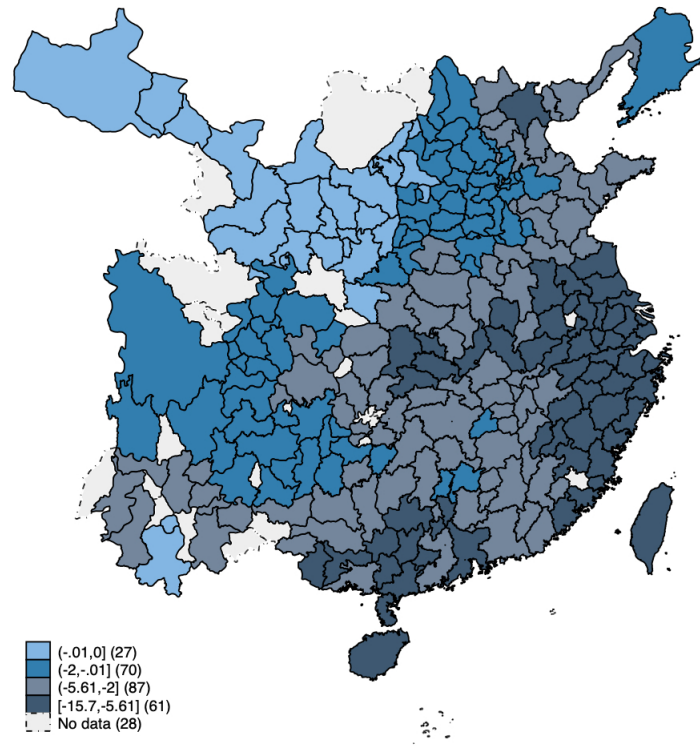 (-.01,0] (27)
(-2,-.01] (70)
(-5.61,-2] (87)
[-15.7,-5.61] (61)
No data (28)